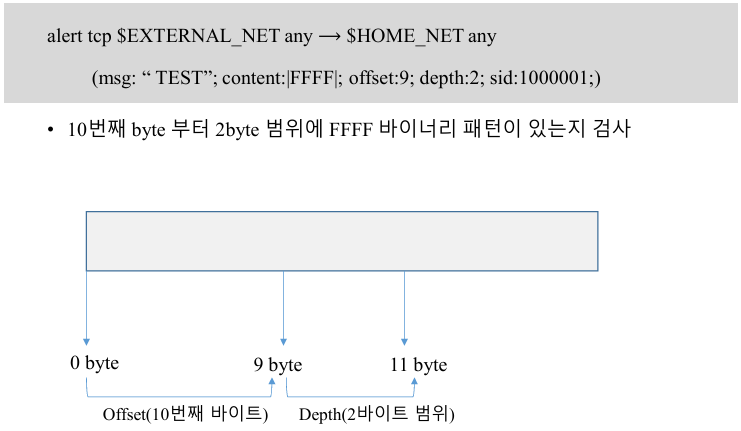 alert tcp $EXTERNAL_NET any → $HOME_NET any
(msg: “ TEST”; content:|FFFF|; offset:9; depth:2; sid:1000001;)
• 10번째 byte 부터 2byte 범위에 FFFF 바이너리 패턴이 있는지 검사
0 byte 9 byte 11 byte
Offset(10번째 바이트) Depth(2바이트 범위)